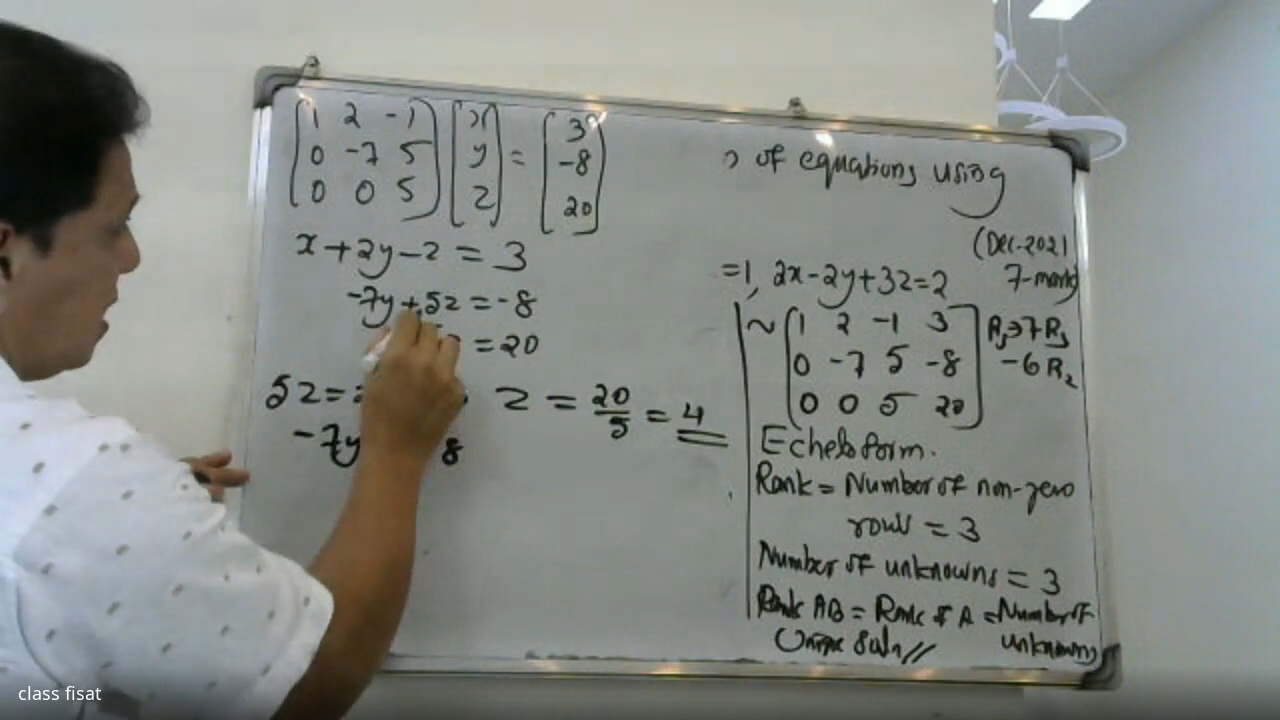 [1 2 -1] [x] = [3]
[0 -7 5] [y] [-8]
[0 0 5] [z] [20]
x + 2y - z = 3
-7y + 5z = -8
= 20
5z = z = 20/5 = 4
-7y 8
of equations using
(Dec-2021
7-mark)
=1, 2x-2y+3z=2
~ [1 2 -1 3] R3→7R3
[0 -7 5 -8] -6R2
[0 0 5 20]
Echelo form.
Rank = Number of non-zero
rows = 3
Number of unknowns = 3
Rank AB = Rank of A = Number of
unknowns
Unique Soln //
class fisat